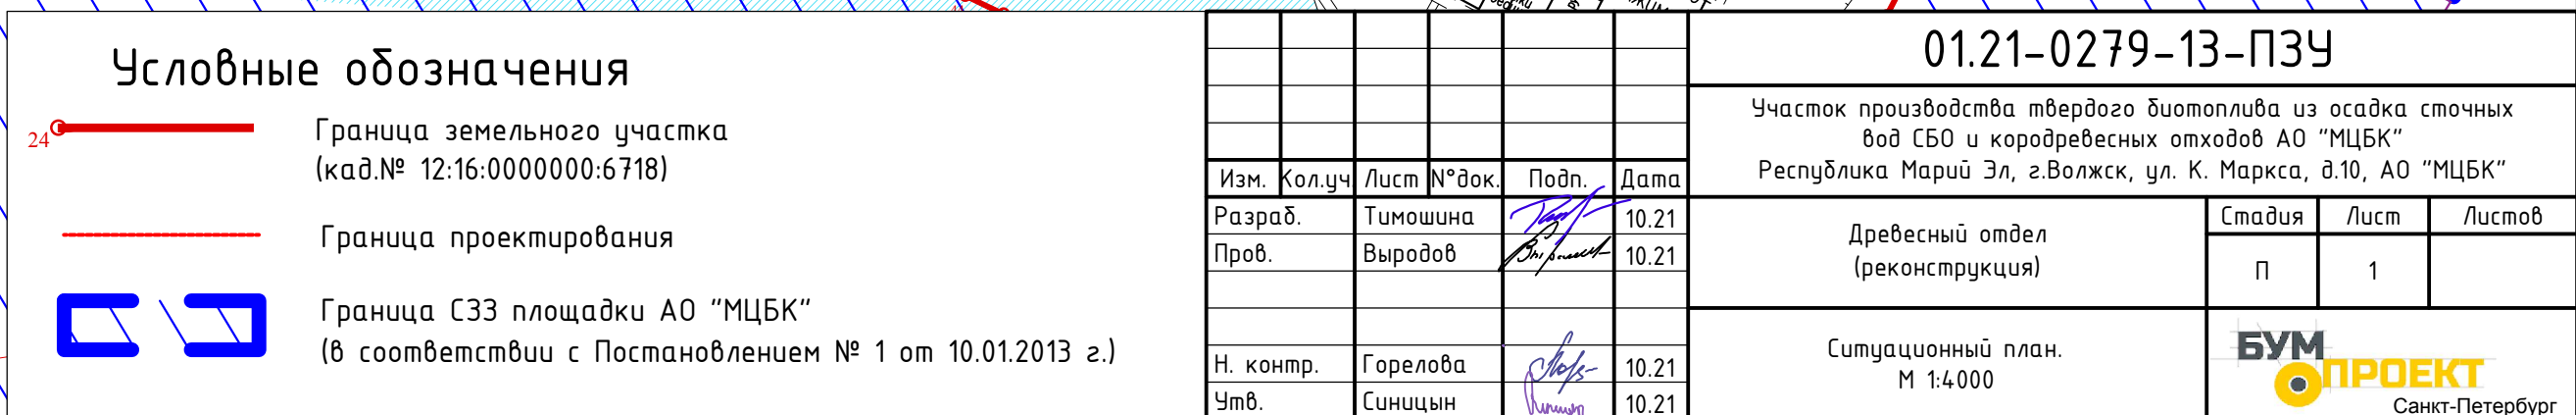 Условные обозначения
24
Граница земельного участка
(кад.№ 12:16:0000000:6718)
Граница проектирования
Граница СЗЗ площадки АО "МЦБК"
(в соответствии с Постановлением № 1 от 10.01.2013 г.)
01.21-0279-13-ПЗУ
Участок производства твердого биотоплива из осадка сточных
вод СБО и кородревесных отходов АО "МЦБК"
Республика Марий Эл, г.Волжск, ул. К. Маркса, д.10, АО "МЦБК"
Изм. Кол.уч Лист N°док. Подп. Дата
Разраб. Тимошина 10.21
Пров. Выродов 10.21
Н. контр. Горелова 10.21
Утв. Синицын 10.21
Древесный отдел
(реконструкция)
Стадия Лист Листов
П 1
Ситуационный план.
М 1:4000
БУМ
ПРОЕКТ
Санкт-Петербург